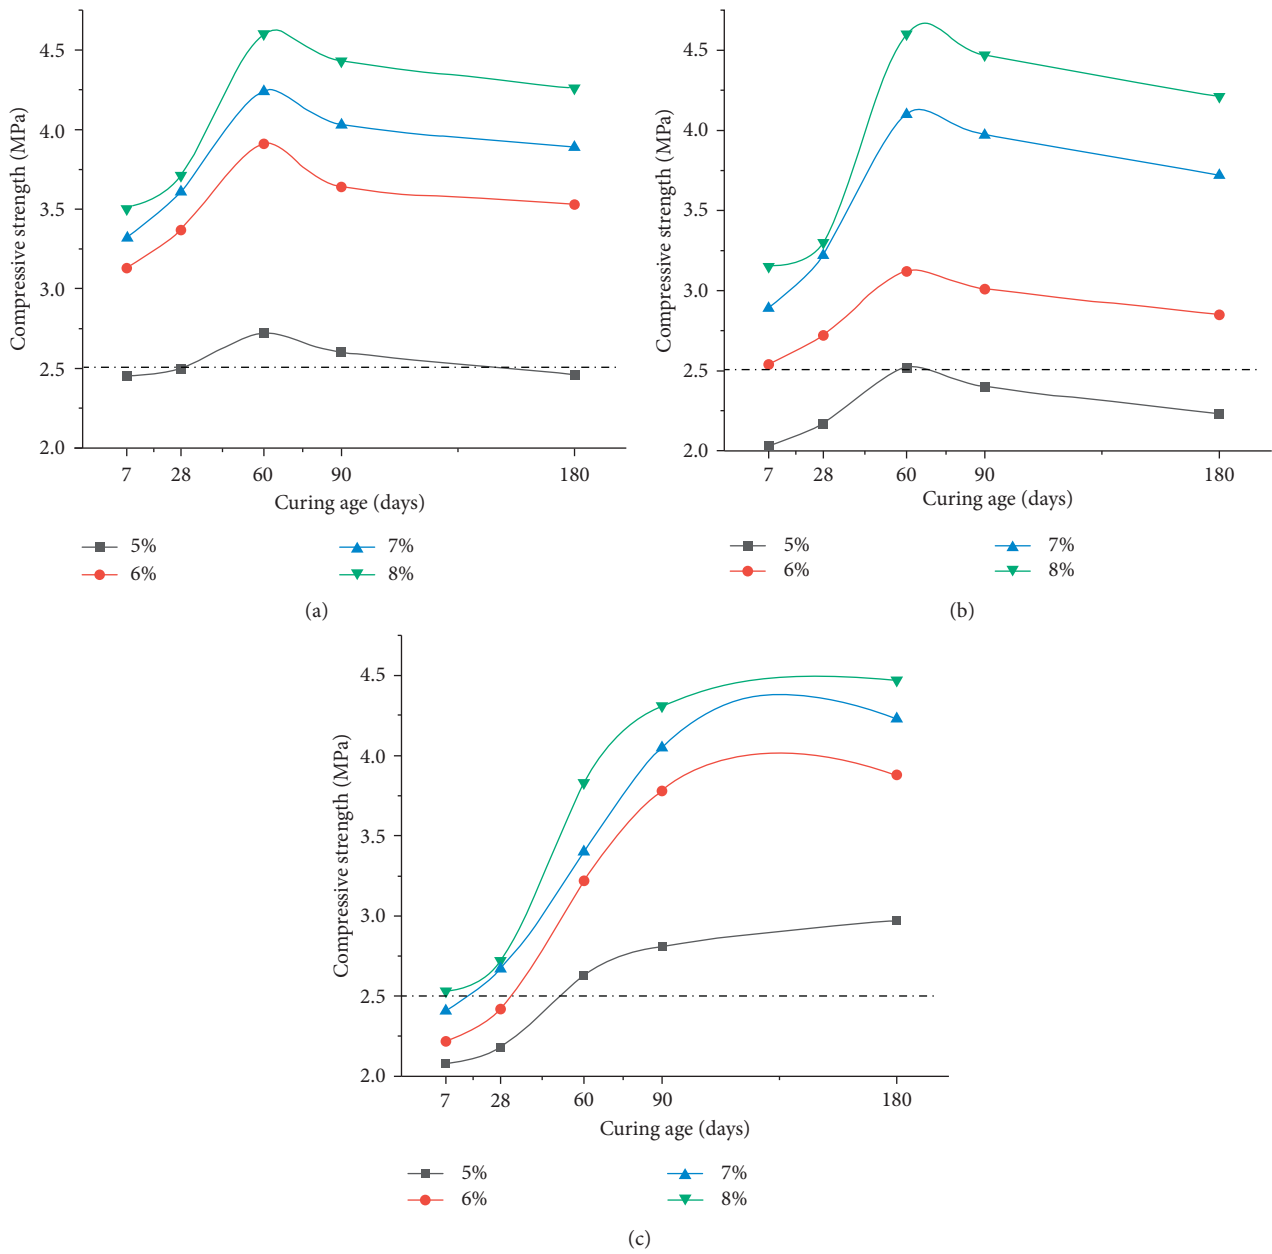 Compressive strength (MPa)
4.5
4.0
3.5
3.0
2.5
2.0
7 28 60 90 180
Curing age (days)
5% 7%
6% 8%
(a)
Compressive strength (MPa)
4.5
4.0
3.5
3.0
2.5
2.0
7 28 60 90 180
Curing age (days)
5% 7%
6% 8%
(b)
Compressive strength (MPa)
4.5
4.0
3.5
3.0
2.5
2.0
7 28 60 90 180
Curing age (days)
5% 7%
6% 8%
(c)